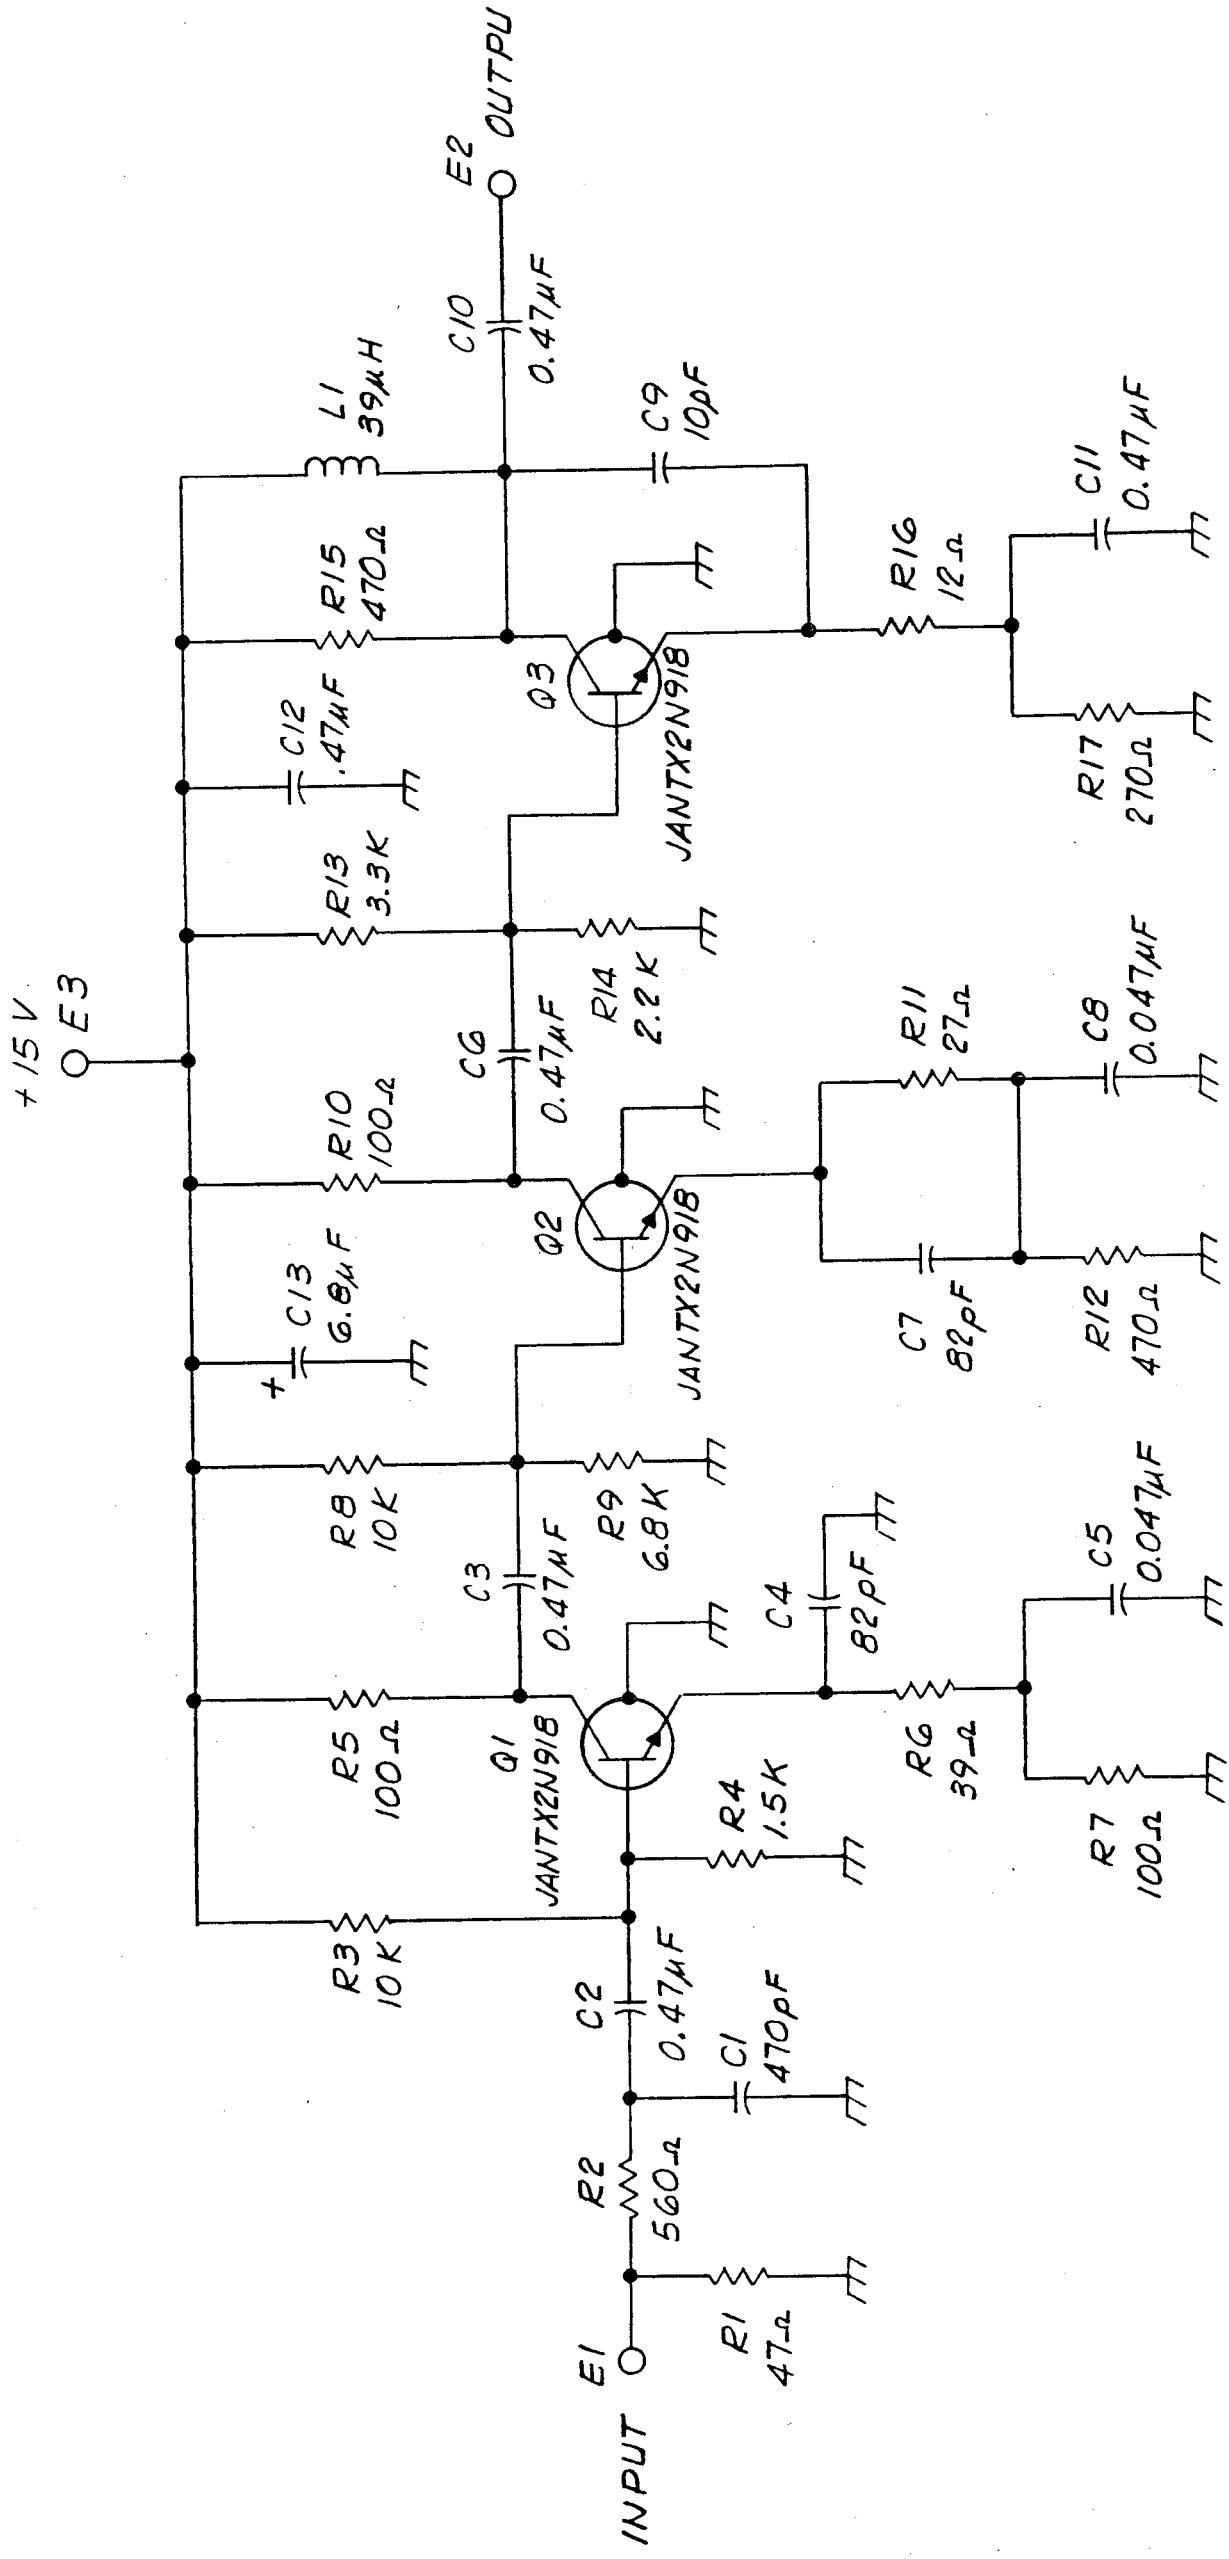 +15V
E3
R3
10K
R5
100Ω
R8
10K
+
C13
6.8μF
R10
100Ω
R13
3.3K
C12
.47μF
R15
470Ω
L1
39μH
Q1
JANTX2N918
C3
0.47μF
R9
6.8K
Q2
JANTX2N918
C6
0.47μF
R14
2.2K
Q3
JANTX2N918
C10
0.47μF
E2
OUTPU
C9
10pF
INPUT
E1
R1
47Ω
R2
560Ω
C1
470pF
C2
0.47μF
R4
1.5K
C4
82pF
R6
39Ω
R7
100Ω
C5
0.047μF
C7
82pF
R11
27Ω
R12
470Ω
C8
0.047μF
R16
12Ω
R17
270Ω
C11
0.47μF